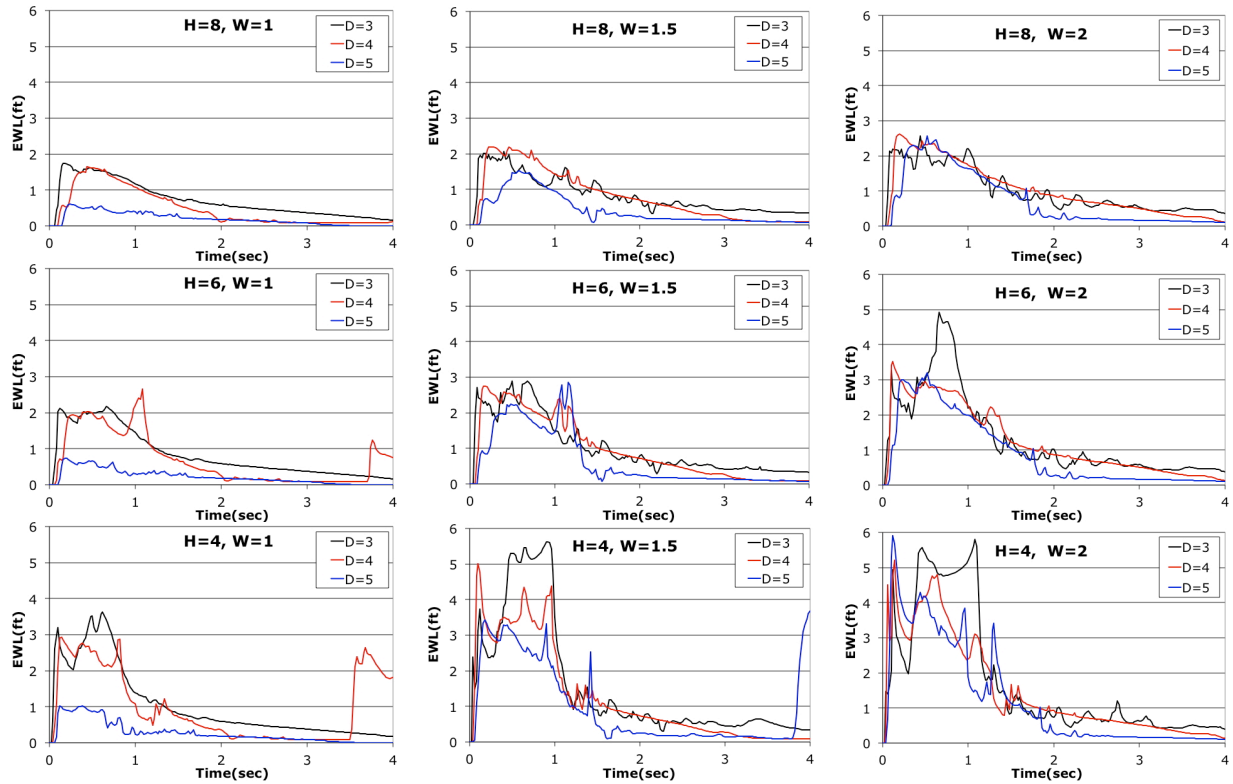 H=8, W=1
D=3
D=4
D=5
EWL(ft)
6
5
4
3
2
1
0
0 1 2 3 4
Time(sec)
H=8, W=1.5
D=3
D=4
D=5
EWL(ft)
6
5
4
3
2
1
0
0 1 2 3 4
Time(sec)
H=8, W=2
D=3
D=4
D=5
EWL(ft)
6
5
4
3
2
1
0
0 1 2 3 4
Time(sec)
H=6, W=1
D=3
D=4
D=5
EWL(ft)
6
5
4
3
2
1
0
0 1 2 3 4
Time(sec)
H=6, W=1.5
D=3
D=4
D=5
EWL(ft)
6
5
4
3
2
1
0
0 1 2 3 4
Time(sec)
H=6, W=2
D=3
D=4
D=5
EWL(ft)
6
5
4
3
2
1
0
0 1 2 3 4
Time(sec)
H=4, W=1
D=3
D=4
D=5
EWL(ft)
6
5
4
3
2
1
0
0 1 2 3 4
Time(sec)
H=4, W=1.5
D=3
D=4
D=5
EWL(ft)
6
5
4
3
2
1
0
0 1 2 3 4
Time(sec)
H=4, W=2
D=3
D=4
D=5
EWL(ft)
6
5
4
3
2
1
0
0 1 2 3 4
Time(sec)